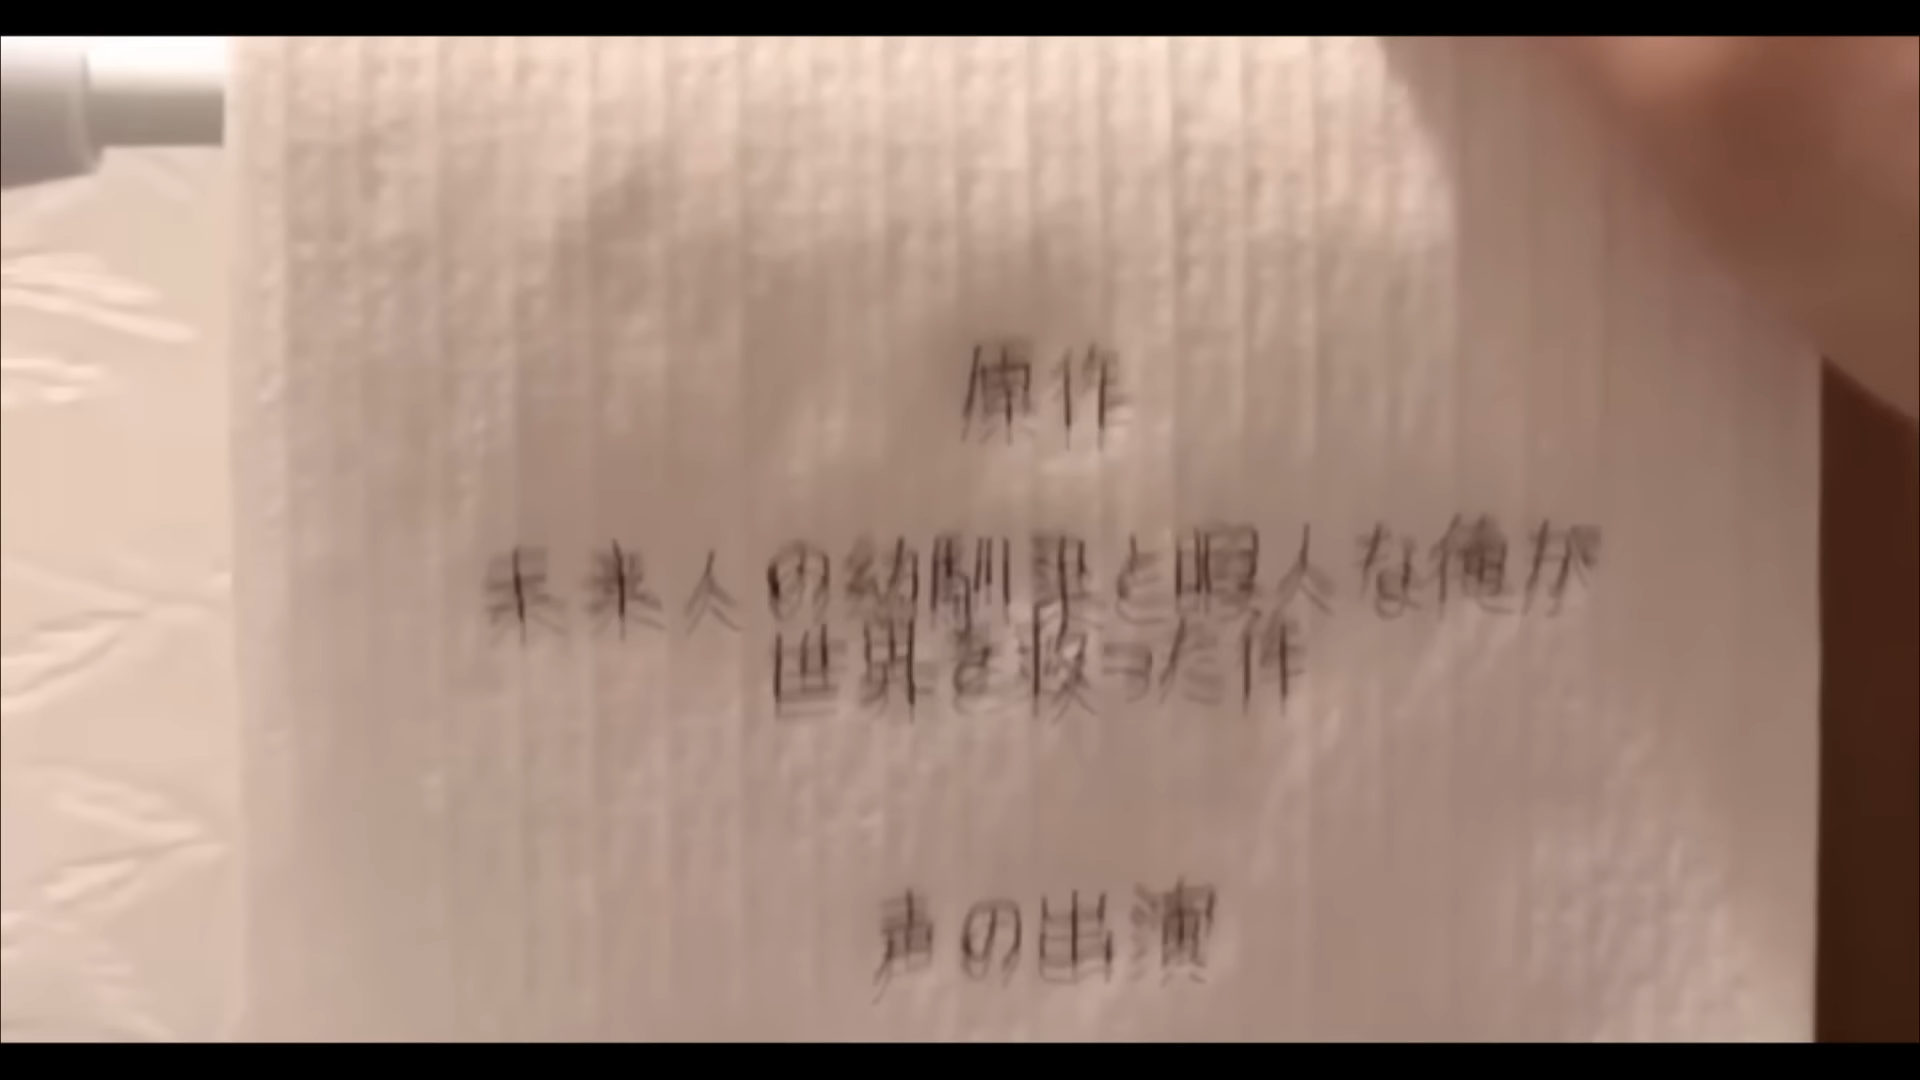 原作
未来人の幼馴染と暇人な俺が
世界を救った件
声の出演